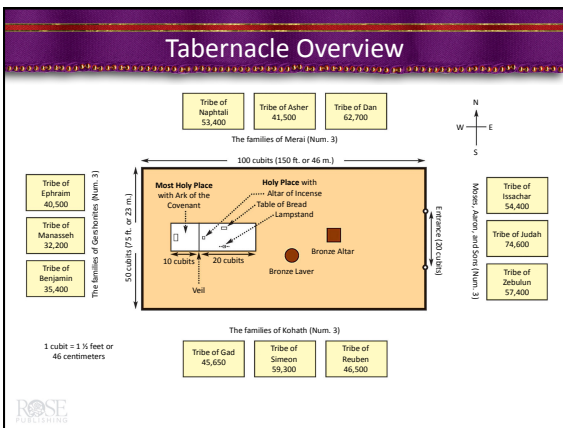 Tabernacle Overview
Tribe of
Naphtali
53,400
Tribe of Asher
41,500
Tribe of Dan
62,700
The families of Merai (Num. 3)
N
W
E
S
100 cubits (150 ft. or 46 m.)
Tribe of
Ephraim
40,500
Tribe of
Manasseh
32,200
Tribe of
Benjamin
35,400
The families of Gershonites (Num. 3)
50 cubits (75 ft. or 23 m.)
Most Holy Place
with Ark of the
Covenant
Holy Place with
Altar of Incense
Table of Bread
Lampstand
10 cubits
20 cubits
Veil
Bronze Laver
Bronze Altar
Entrance (20 cubits)
Moses, Aaron, and Sons (Num. 3)
Tribe of
Issachar
54,400
Tribe of Judah
74,600
Tribe of
Zebulun
57,400
The families of Kohath (Num. 3)
Tribe of Gad
45,650
Tribe of
Simeon
59,300
Tribe of
Reuben
46,500
1 cubit = 1 ½ feet or
46 centimeters
ROSE
PUBLISHING